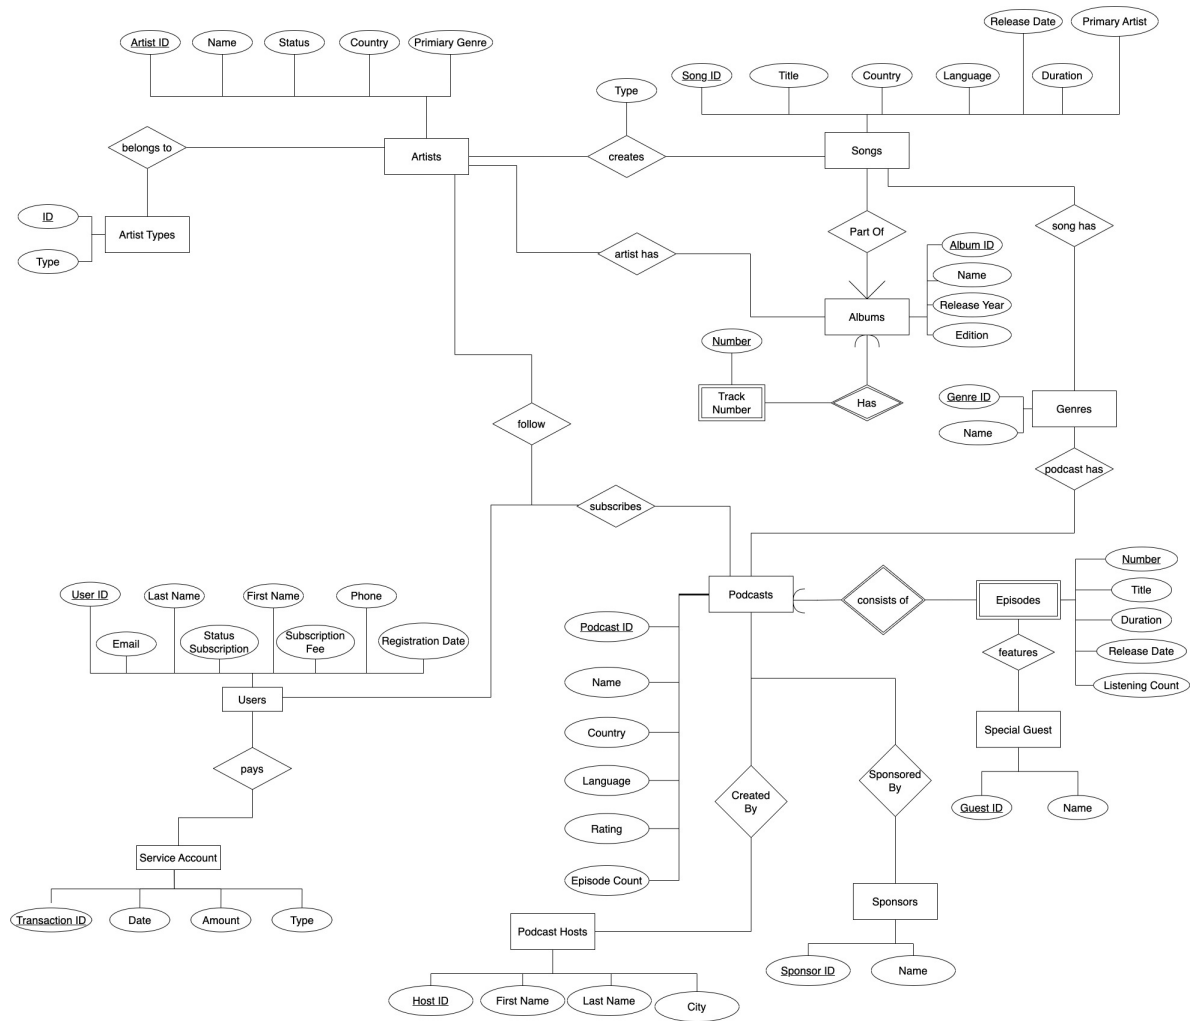 Release Date
Primary Artist
Artist ID
Name
Status
Country
Primiary Genre
Song ID
Title
Country
Language
Duration
Type
belongs to
Artists
creates
Songs
ID
Artist Types
Type
Part Of
song has
artist has
Album ID
Name
Release Year
Edition
Albums
Number
Track
Number
Has
Genre ID
Name
Genres
follow
podcast has
subscribes
User ID
Last Name
First Name
Phone
Email
Status
Subscription
Subscription
Fee
Registration Date
Users
Podcasts
consists of
Episodes
Number
Title
Duration
Release Date
Listening Count
features
Podcast ID
Name
Country
Language
Rating
Episode Count
Special Guest
Guest ID
Name
pays
Created
By
Sponsored
By
Service Account
Transaction ID
Date
Amount
Type
Podcast Hosts
Sponsors
Host ID
First Name
Last Name
City
Sponsor ID
Name